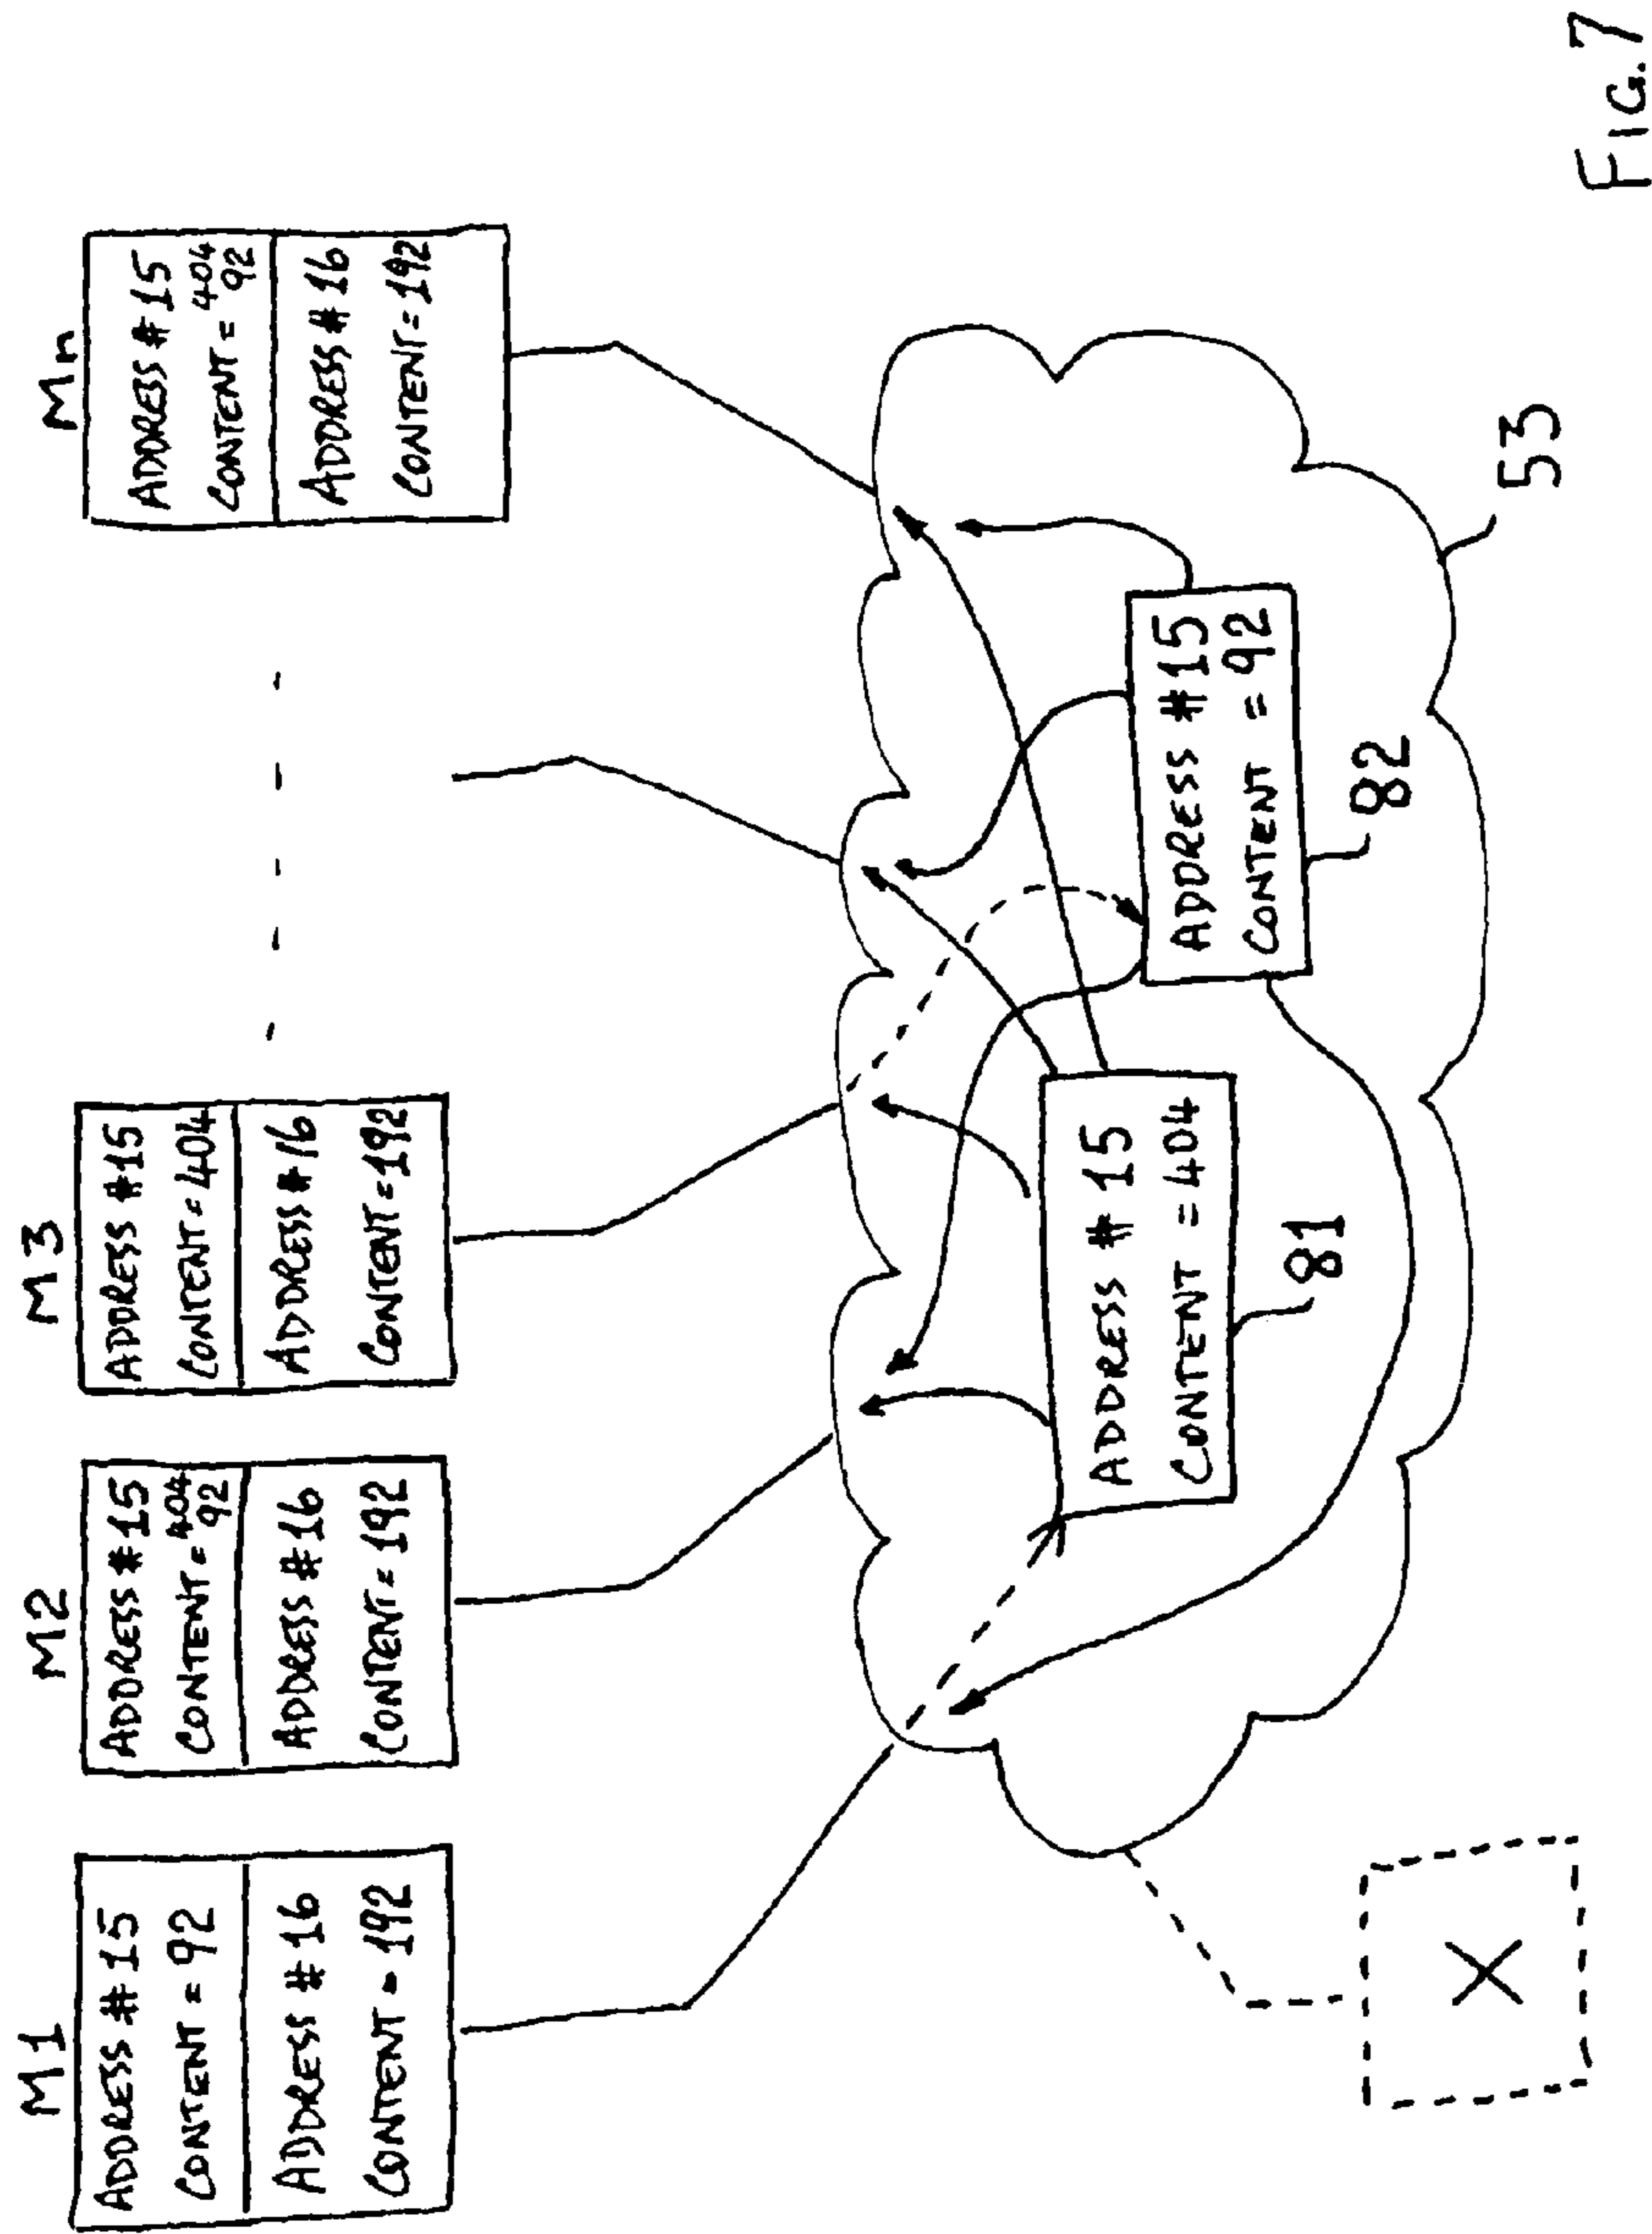 M1
ADDRESS #15
CONTENT = 92
ADDRESS #16
CONTENT = 192
M2
ADDRESS #15
CONTENT = 404
92
ADDRESS #16
CONTENT = 192
M3
ADDRESS #15
CONTENT = 404
ADDRESS #16
CONTENT = 192
Mn
ADDRESS #15
CONTENT = 404
92
ADDRESS #16
CONTENT = 192
ADDRESS #15
CONTENT = 404
81
ADDRESS #15
CONTENT = 92
82
53
X
FIG.7